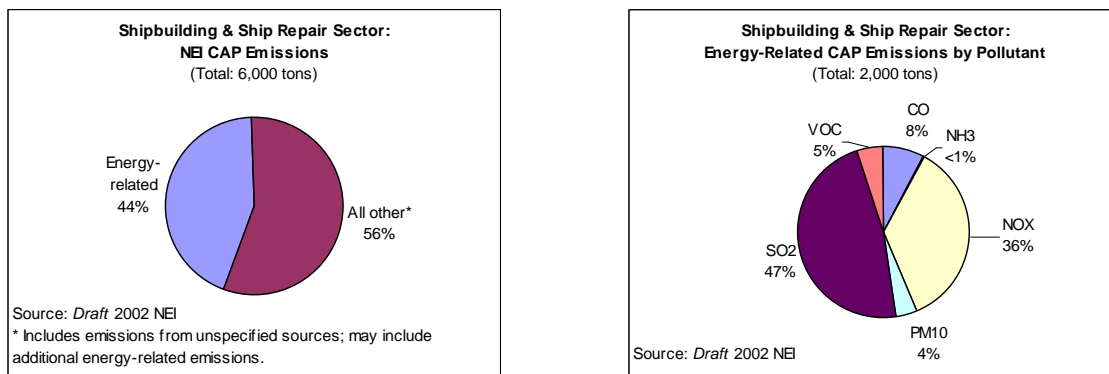 Shipbuilding & Ship Repair Sector:
NEI CAP Emissions
(Total: 6,000 tons)
Energy-
related
44%
All other*
56%
Source: Draft 2002 NEI
* Includes emissions from unspecified sources; may include
additional energy-related emissions.
Shipbuilding & Ship Repair Sector:
Energy-Related CAP Emissions by Pollutant
(Total: 2,000 tons)
CO
8%
NH3
<1%
NOX
36%
PM10
4%
SO2
47%
VOC
5%
Source: Draft 2002 NEI